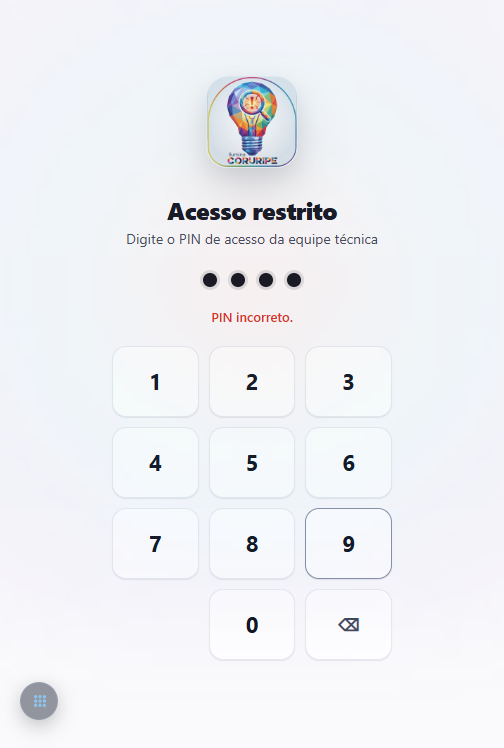 Ilumina
CORURIPE
Acesso restrito
Digite o PIN de acesso da equipe técnica
PIN incorreto.
1 2 3
4 5 6
7 8 9
0 ⌫